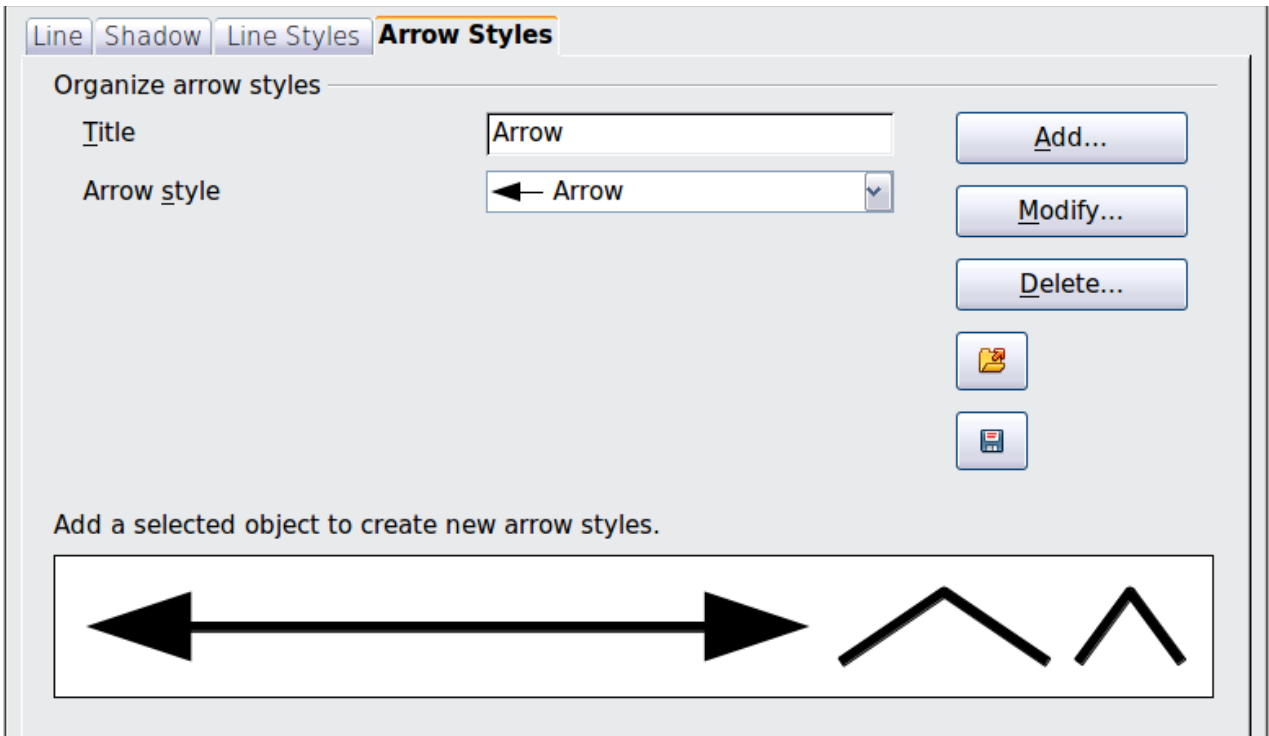 Line Shadow Line Styles Arrow Styles
Organize arrow styles
Title Arrow Add...
Arrow style Arrow Modify...
Delete...
Add a selected object to create new arrow styles.